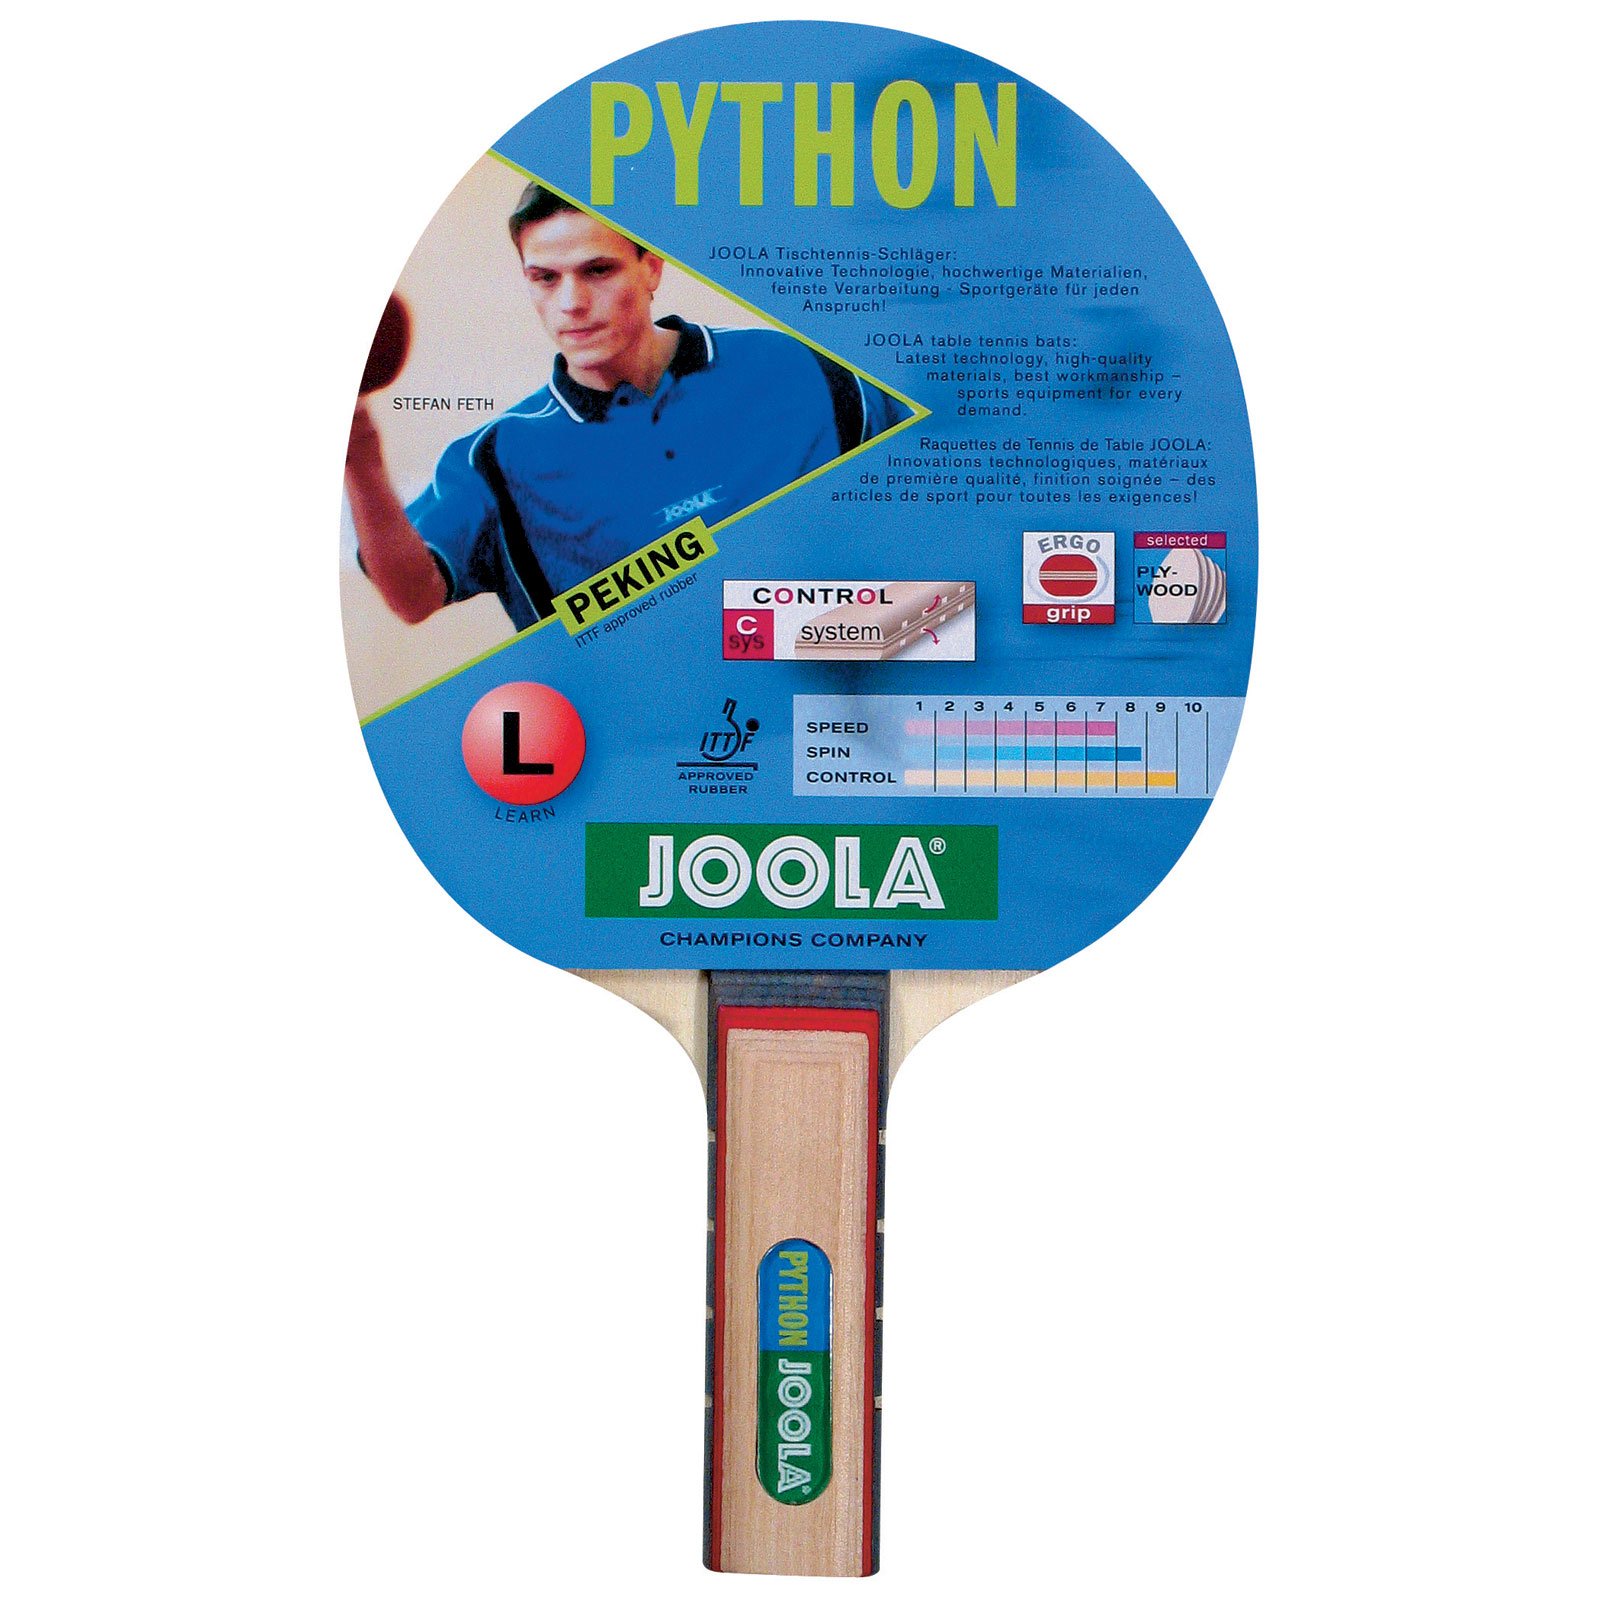 PYTHON
JOOLA Tischtennis-Schläger:
Innovative Technologie, hochwertige Materialien,
feinste Verarbeitung - Sportgeräte für jeden
Anspruch!
JOOLA table tennis bats:
Latest technology, high-quality
materials, best workmanship –
sports equipment for every
demand.
STEFAN FETH
Raquettes de Tennis de Table JOOLA:
Innovations technologiques, matériaux
de première qualité, finition soignée – des
articles de sport pour toutes les exigences!
JOOLA
PEKING
ITTF approved rubber
CONTROL
C system
sys
ERGO
grip
selected
PLY-
WOOD
L
LEARN
ITTF
APPROVED
RUBBER
1 2 3 4 5 6 7 8 9 10
SPEED
SPIN
CONTROL
JOOLA®
CHAMPIONS COMPANY
PYTHON JOOLA®